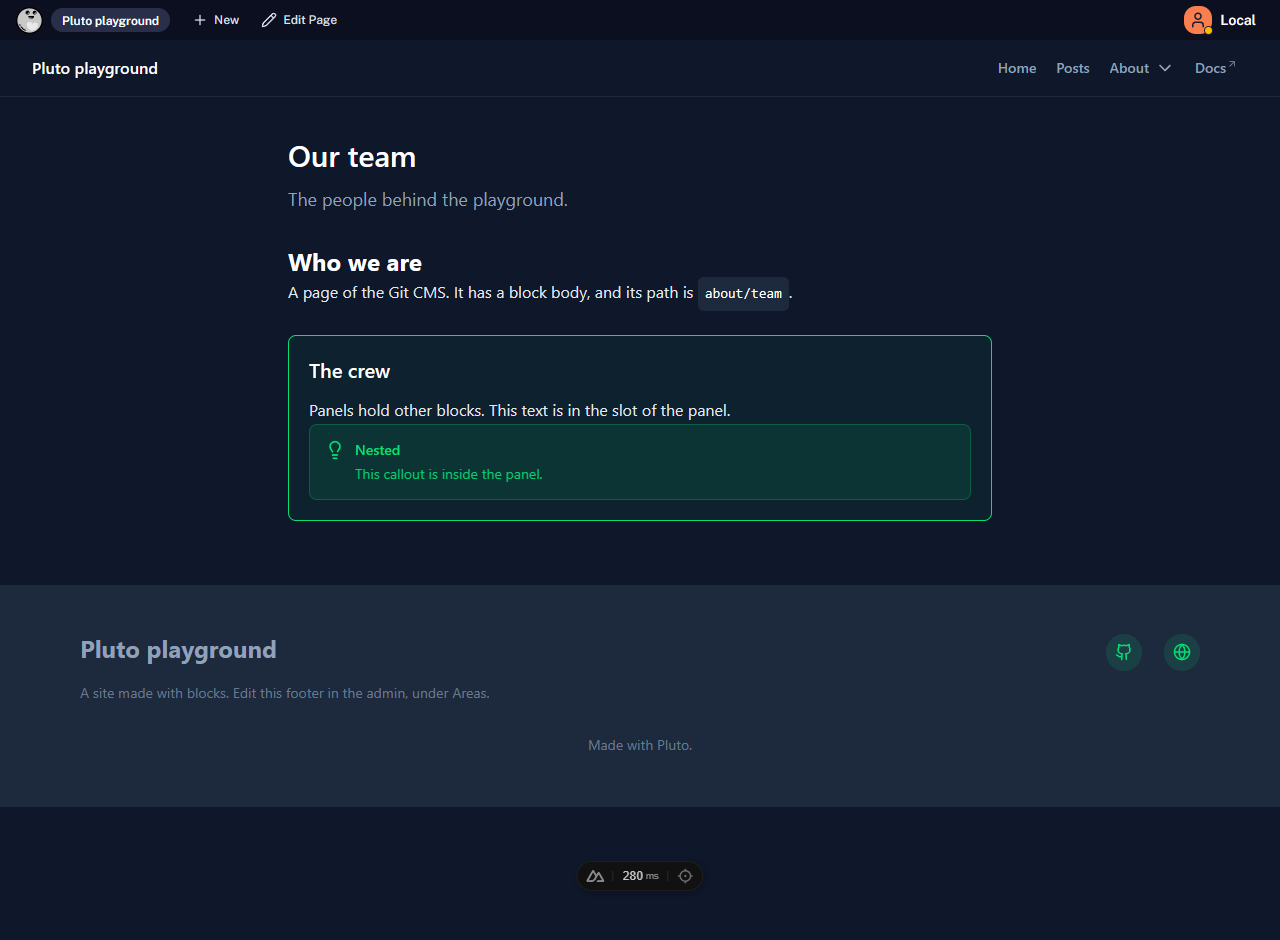 Pluto playground
New
Edit Page
Local
Pluto playground
Home
Posts
About
Docs
Our team
The people behind the playground.
Who we are
A page of the Git CMS. It has a block body, and its path is about/team.
The crew
Panels hold other blocks. This text is in the slot of the panel.
Nested
This callout is inside the panel.
Pluto playground
A site made with blocks. Edit this footer in the admin, under Areas.
Made with Pluto.
280 ms